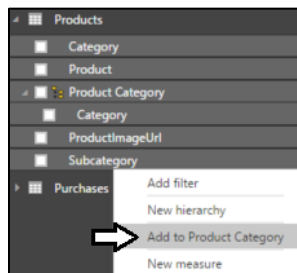 Products
Category
Product
Product Category
Category
ProductImageUrl
Subcategory
Purchases
Add filter
New hierarchy
Add to Product Category
New measure